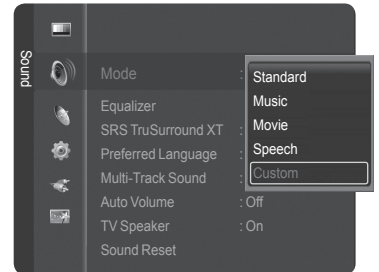 Sound
Mode :
Standard
Music
Movie
Speech
Custom
Equalizer
SRS TruSurround XT :
Preferred Language :
Multi-Track Sound :
Auto Volume : Off
TV Speaker : On
Sound Reset